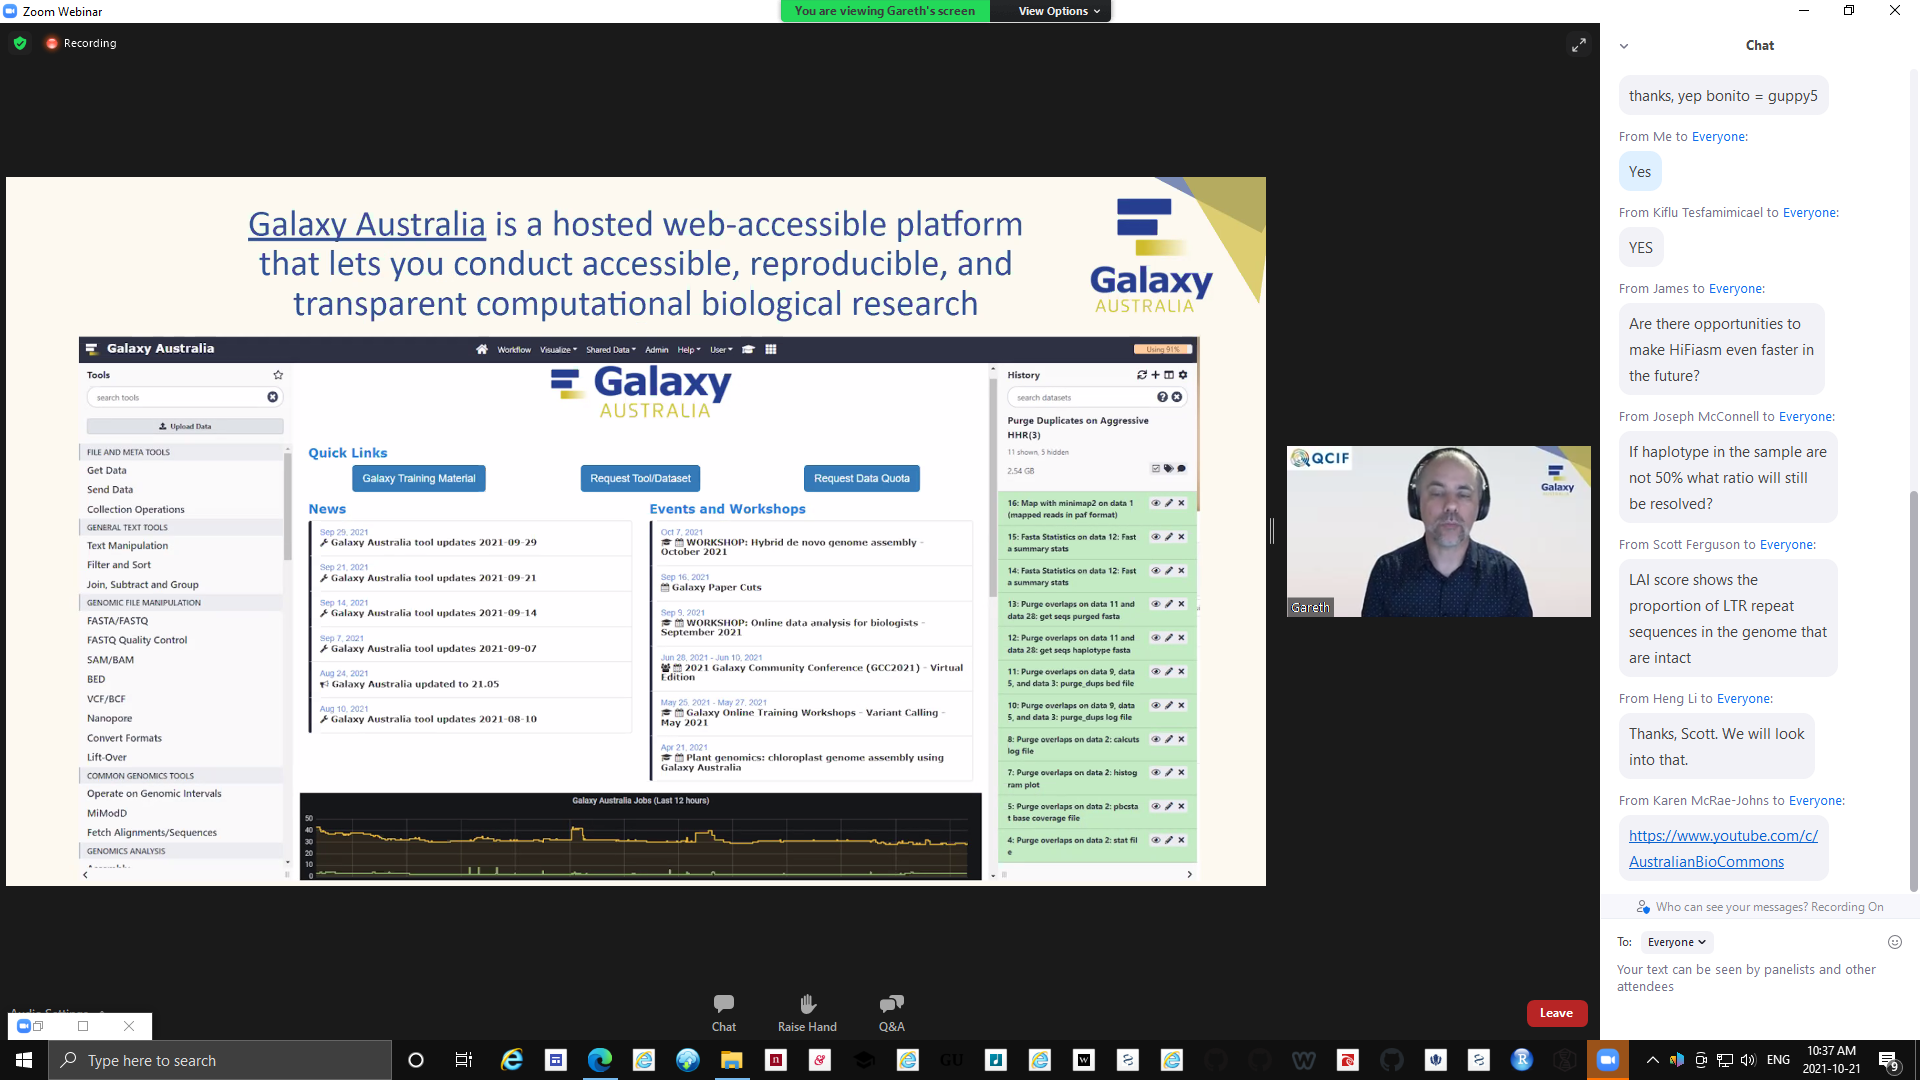 Zoom Webinar
You are viewing Gareth's screen
View Options
Recording
Galaxy Australia is a hosted web-accessible platform
that lets you conduct accessible, reproducible, and
transparent computational biological research
Galaxy
AUSTRALIA
Galaxy Australia
Workflow
Visualize
Shared Data
Admin
Help
User
Using 91%
Tools
search tools
Upload Data
FILE AND META TOOLS
Get Data
Send Data
Collection Operations
GENERAL TEXT TOOLS
Text Manipulation
Filter and Sort
Join, Subtract and Group
GENOMIC FILE MANIPULATION
FASTA/FASTQ
FASTQ Quality Control
SAM/BAM
BED
VCF/BCF
Nanopore
Convert Formats
Lift-Over
COMMON GENOMICS TOOLS
Operate on Genomic Intervals
MiModD
Fetch Alignments/Sequences
GENOMICS ANALYSIS
Galaxy
AUSTRALIA
Quick Links
Galaxy Training Material
Request Tool/Dataset
Request Data Quota
News
Sep 29, 2021
Galaxy Australia tool updates 2021-09-29
Sep 21, 2021
Galaxy Australia tool updates 2021-09-21
Sep 14, 2021
Galaxy Australia tool updates 2021-09-14
Sep 7, 2021
Galaxy Australia tool updates 2021-09-07
Aug 24, 2021
Galaxy Australia updated to 21.05
Aug 10, 2021
Galaxy Australia tool updates 2021-08-10
Events and Workshops
Oct 7, 2021
WORKSHOP: Hybrid de novo genome assembly -
October 2021
Sep 16, 2021
Galaxy Paper Cuts
Sep 9, 2021
WORKSHOP: Online data analysis for biologists -
September 2021
Jun 28, 2021 - Jun 10, 2021
2021 Galaxy Community Conference (GCC2021) - Virtual
Edition
May 25, 2021 - May 27, 2021
Galaxy Online Training Workshops - Variant Calling -
May 2021
Apr 21, 2021
Plant genomics: chloroplast genome assembly using
Galaxy Australia
Galaxy Australia Jobs (Last 12 hours)
50
40
30
20
10
0
History
search datasets
Purge Duplicates on Aggressive
HHR(3)
11 shown, 5 hidden
2.54 GB
16: Map with minimap2 on data 1
(mapped reads in paf format)
15: Fasta Statistics on data 12: Fast
a summary stats
14: Fasta Statistics on data 12: Fast
a summary stats
13: Purge overlaps on data 11 and
data 28: get seqs purged fasta
12: Purge overlaps on data 11 and
data 28: get seqs haplotype fasta
11: Purge overlaps on data 9, data
5, and data 3: purge_dups bed file
10: Purge overlaps on data 9, data
5, and data 3: purge_dups log file
8: Purge overlaps on data 2: calcuts
log file
7: Purge overlaps on data 2: histog
ram plot
5: Purge overlaps on data 2: pbcsta
t base coverage file
4: Purge overlaps on data 2: stat fil
e
QCIF
Galaxy
Gareth
Chat
thanks, yep bonito = guppy5
From Me to Everyone:
Yes
From Kiflu Tesfamimicael to Everyone:
YES
From James to Everyone:
Are there opportunities to
make HiFiasm even faster in
the future?
From Joseph McConnell to Everyone:
If haplotype in the sample are
not 50% what ratio will still
be resolved?
From Scott Ferguson to Everyone:
LAI score shows the
proportion of LTR repeat
sequences in the genome that
are intact
From Heng Li to Everyone:
Thanks, Scott. We will look
into that.
From Karen McRae-Johns to Everyone:
https://www.youtube.com/c/
AustralianBioCommons
Who can see your messages? Recording On
To: Everyone
Your text can be seen by panelists and other
attendees
Chat
Raise Hand
Q&A
Leave
Type here to search
GU
ENG
10:37 AM
2021-10-21
9